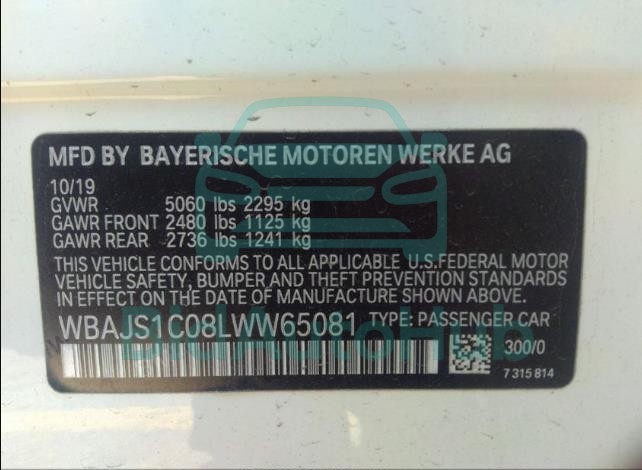 MFD BY BAYERISCHE MOTOREN WERKE AG
10/19
GVWR 5060 lbs 2295 kg
GAWR FRONT 2480 lbs 1125 kg
GAWR REAR 2736 lbs 1241 kg
THIS VEHICLE CONFORMS TO ALL APPLICABLE U.S.FEDERAL MOTOR
VEHICLE SAFETY, BUMPER AND THEFT PREVENTION STANDARDS
IN EFFECT ON THE DATE OF MANUFACTURE SHOWN ABOVE.
WBAJS1C08LWW65081 TYPE: PASSENGER CAR
300/0
7 315 814